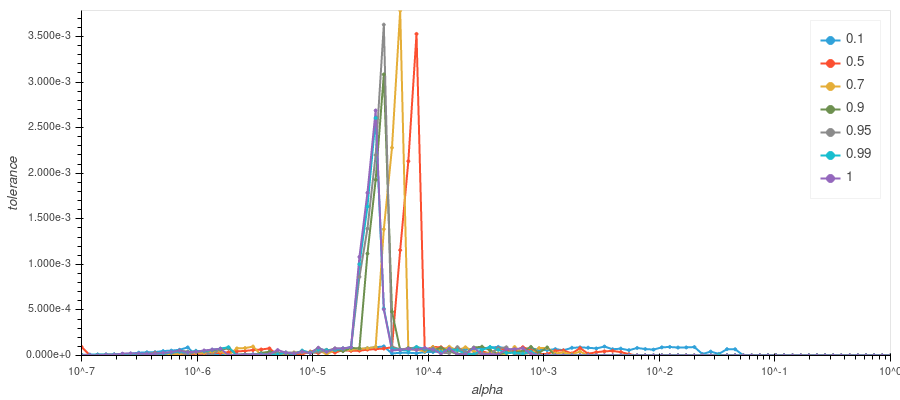 3.500e-3
3.000e-3
2.500e-3
2.000e-3
1.500e-3
1.000e-3
5.000e-4
0.000e+0
tolerance
10^-7 10^-6 10^-5 10^-4 10^-3 10^-2 10^-1 10^0
alpha
0.1
0.5
0.7
0.9
0.95
0.99
1